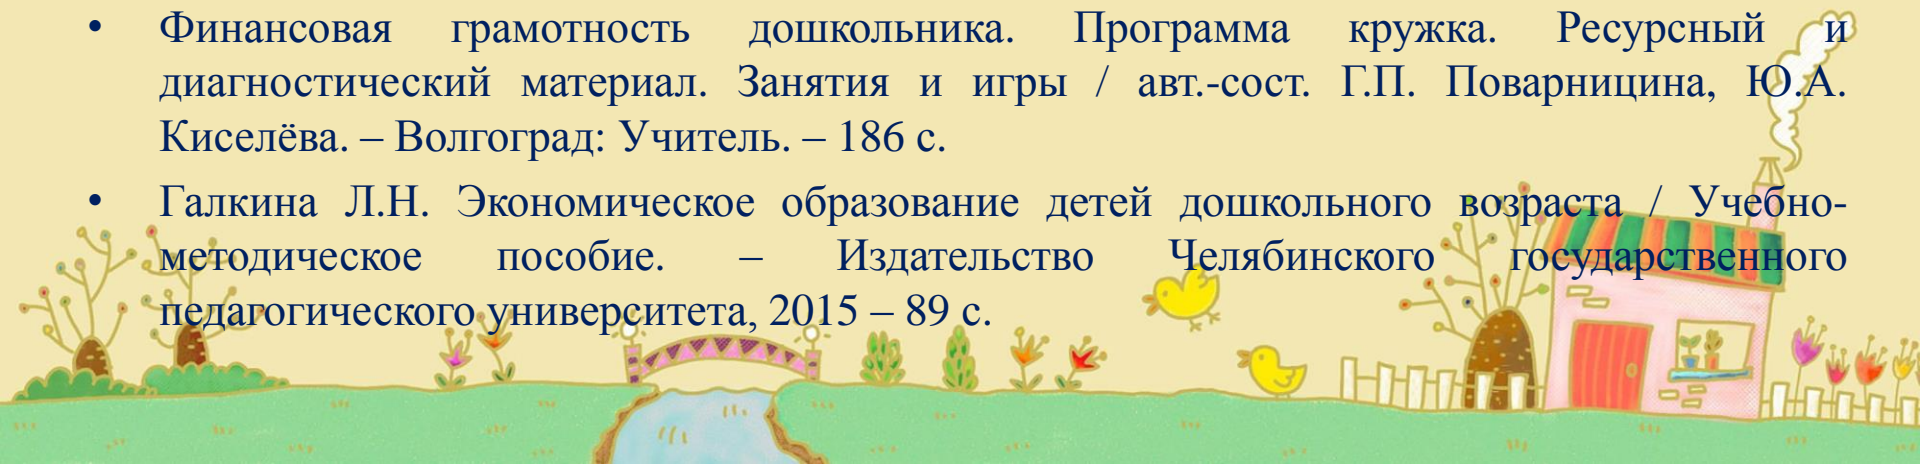 • Финансовая грамотность дошкольника. Программа кружка. Ресурсный и
диагностический материал. Занятия и игры / авт.-сост. Г.П. Поварницина, Ю.А.
Киселёва. – Волгоград: Учитель. – 186 с.
• Галкина Л.Н. Экономическое образование детей дошкольного возраста / Учебно-
методическое пособие. – Издательство Челябинского государственного
педагогического университета, 2015 – 89 с.